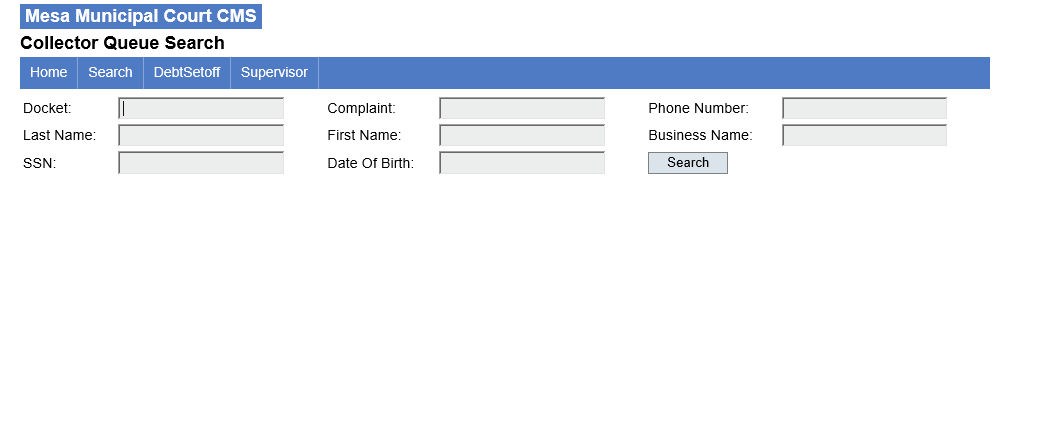 Mesa Municipal Court CMS
Collector Queue Search
Home Search DebtSetoff Supervisor
Docket: Complaint: Phone Number:
Last Name: First Name: Business Name:
SSN: Date Of Birth: Search